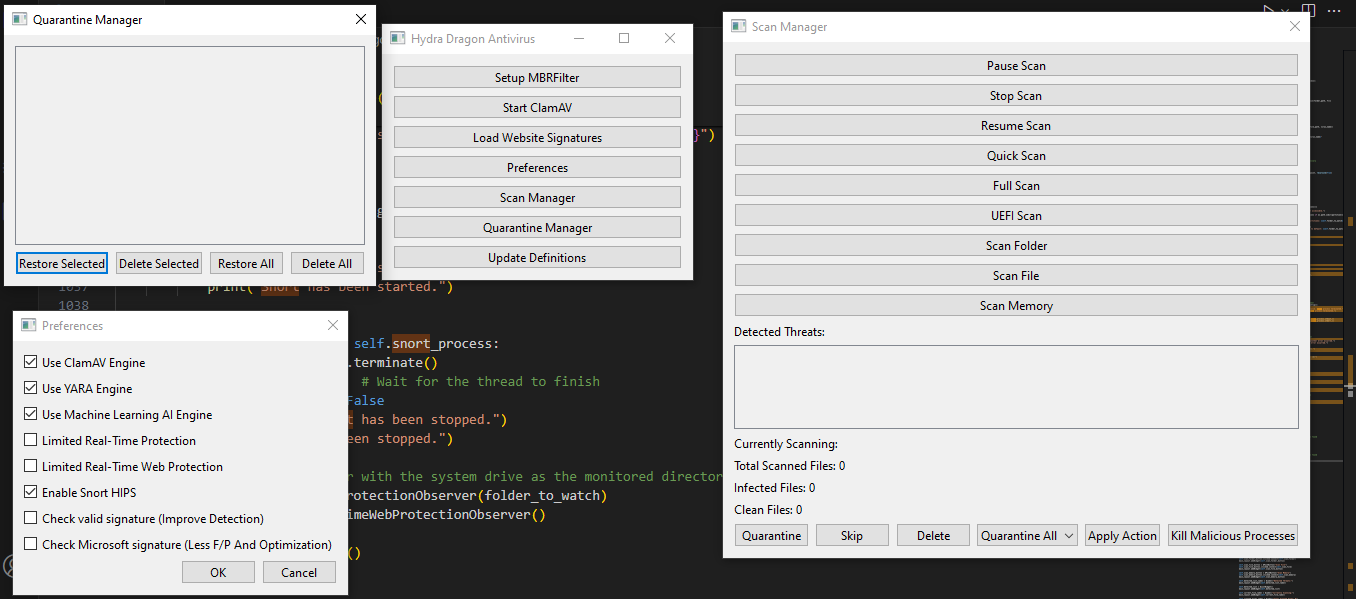 Quarantine Manager
Restore Selected
Delete Selected
Restore All
Delete All
Hydra Dragon Antivirus
Setup MBRFilter
Start ClamAV
Load Website Signatures
Preferences
Scan Manager
Quarantine Manager
Update Definitions
Scan Manager
Pause Scan
Stop Scan
Resume Scan
Quick Scan
Full Scan
UEFI Scan
Scan Folder
Scan File
Scan Memory
Detected Threats:
Currently Scanning:
Total Scanned Files: 0
Infected Files: 0
Clean Files: 0
Quarantine
Skip
Delete
Quarantine All
Apply Action
Kill Malicious Processes
Preferences
Use ClamAV Engine
Use YARA Engine
Use Machine Learning AI Engine
Limited Real-Time Protection
Limited Real-Time Web Protection
Enable Snort HIPS
Check valid signature (Improve Detection)
Check Microsoft signature (Less F/P And Optimization)
OK
Cancel
}")
1037 print("Snort has been started.")
1038
self.snort_process:
.terminate()
# Wait for the thread to finish
False
t has been stopped.")
een stopped.")
r with the system drive as the monitored director
rotectionObserver(folder_to_watch)
imeWebProtectionObserver()
()